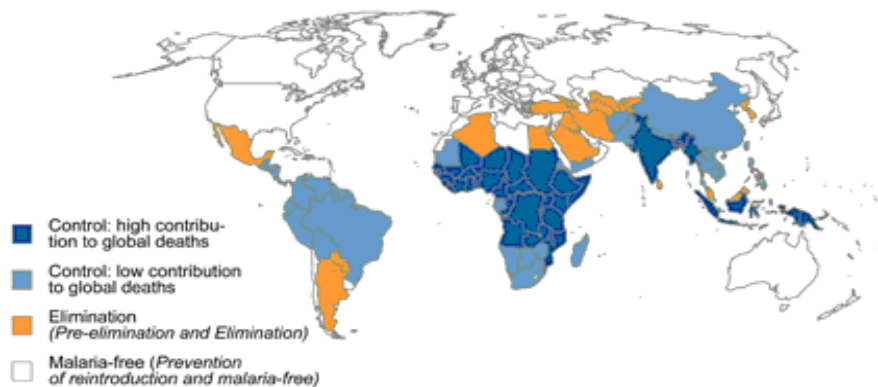 Control: high contribu-
tion to global deaths
Control: low contribution
to global deaths
Elimination
(Pre-elimination and Elimination)
Malaria-free (Prevention
of reintroduction and malaria-free)